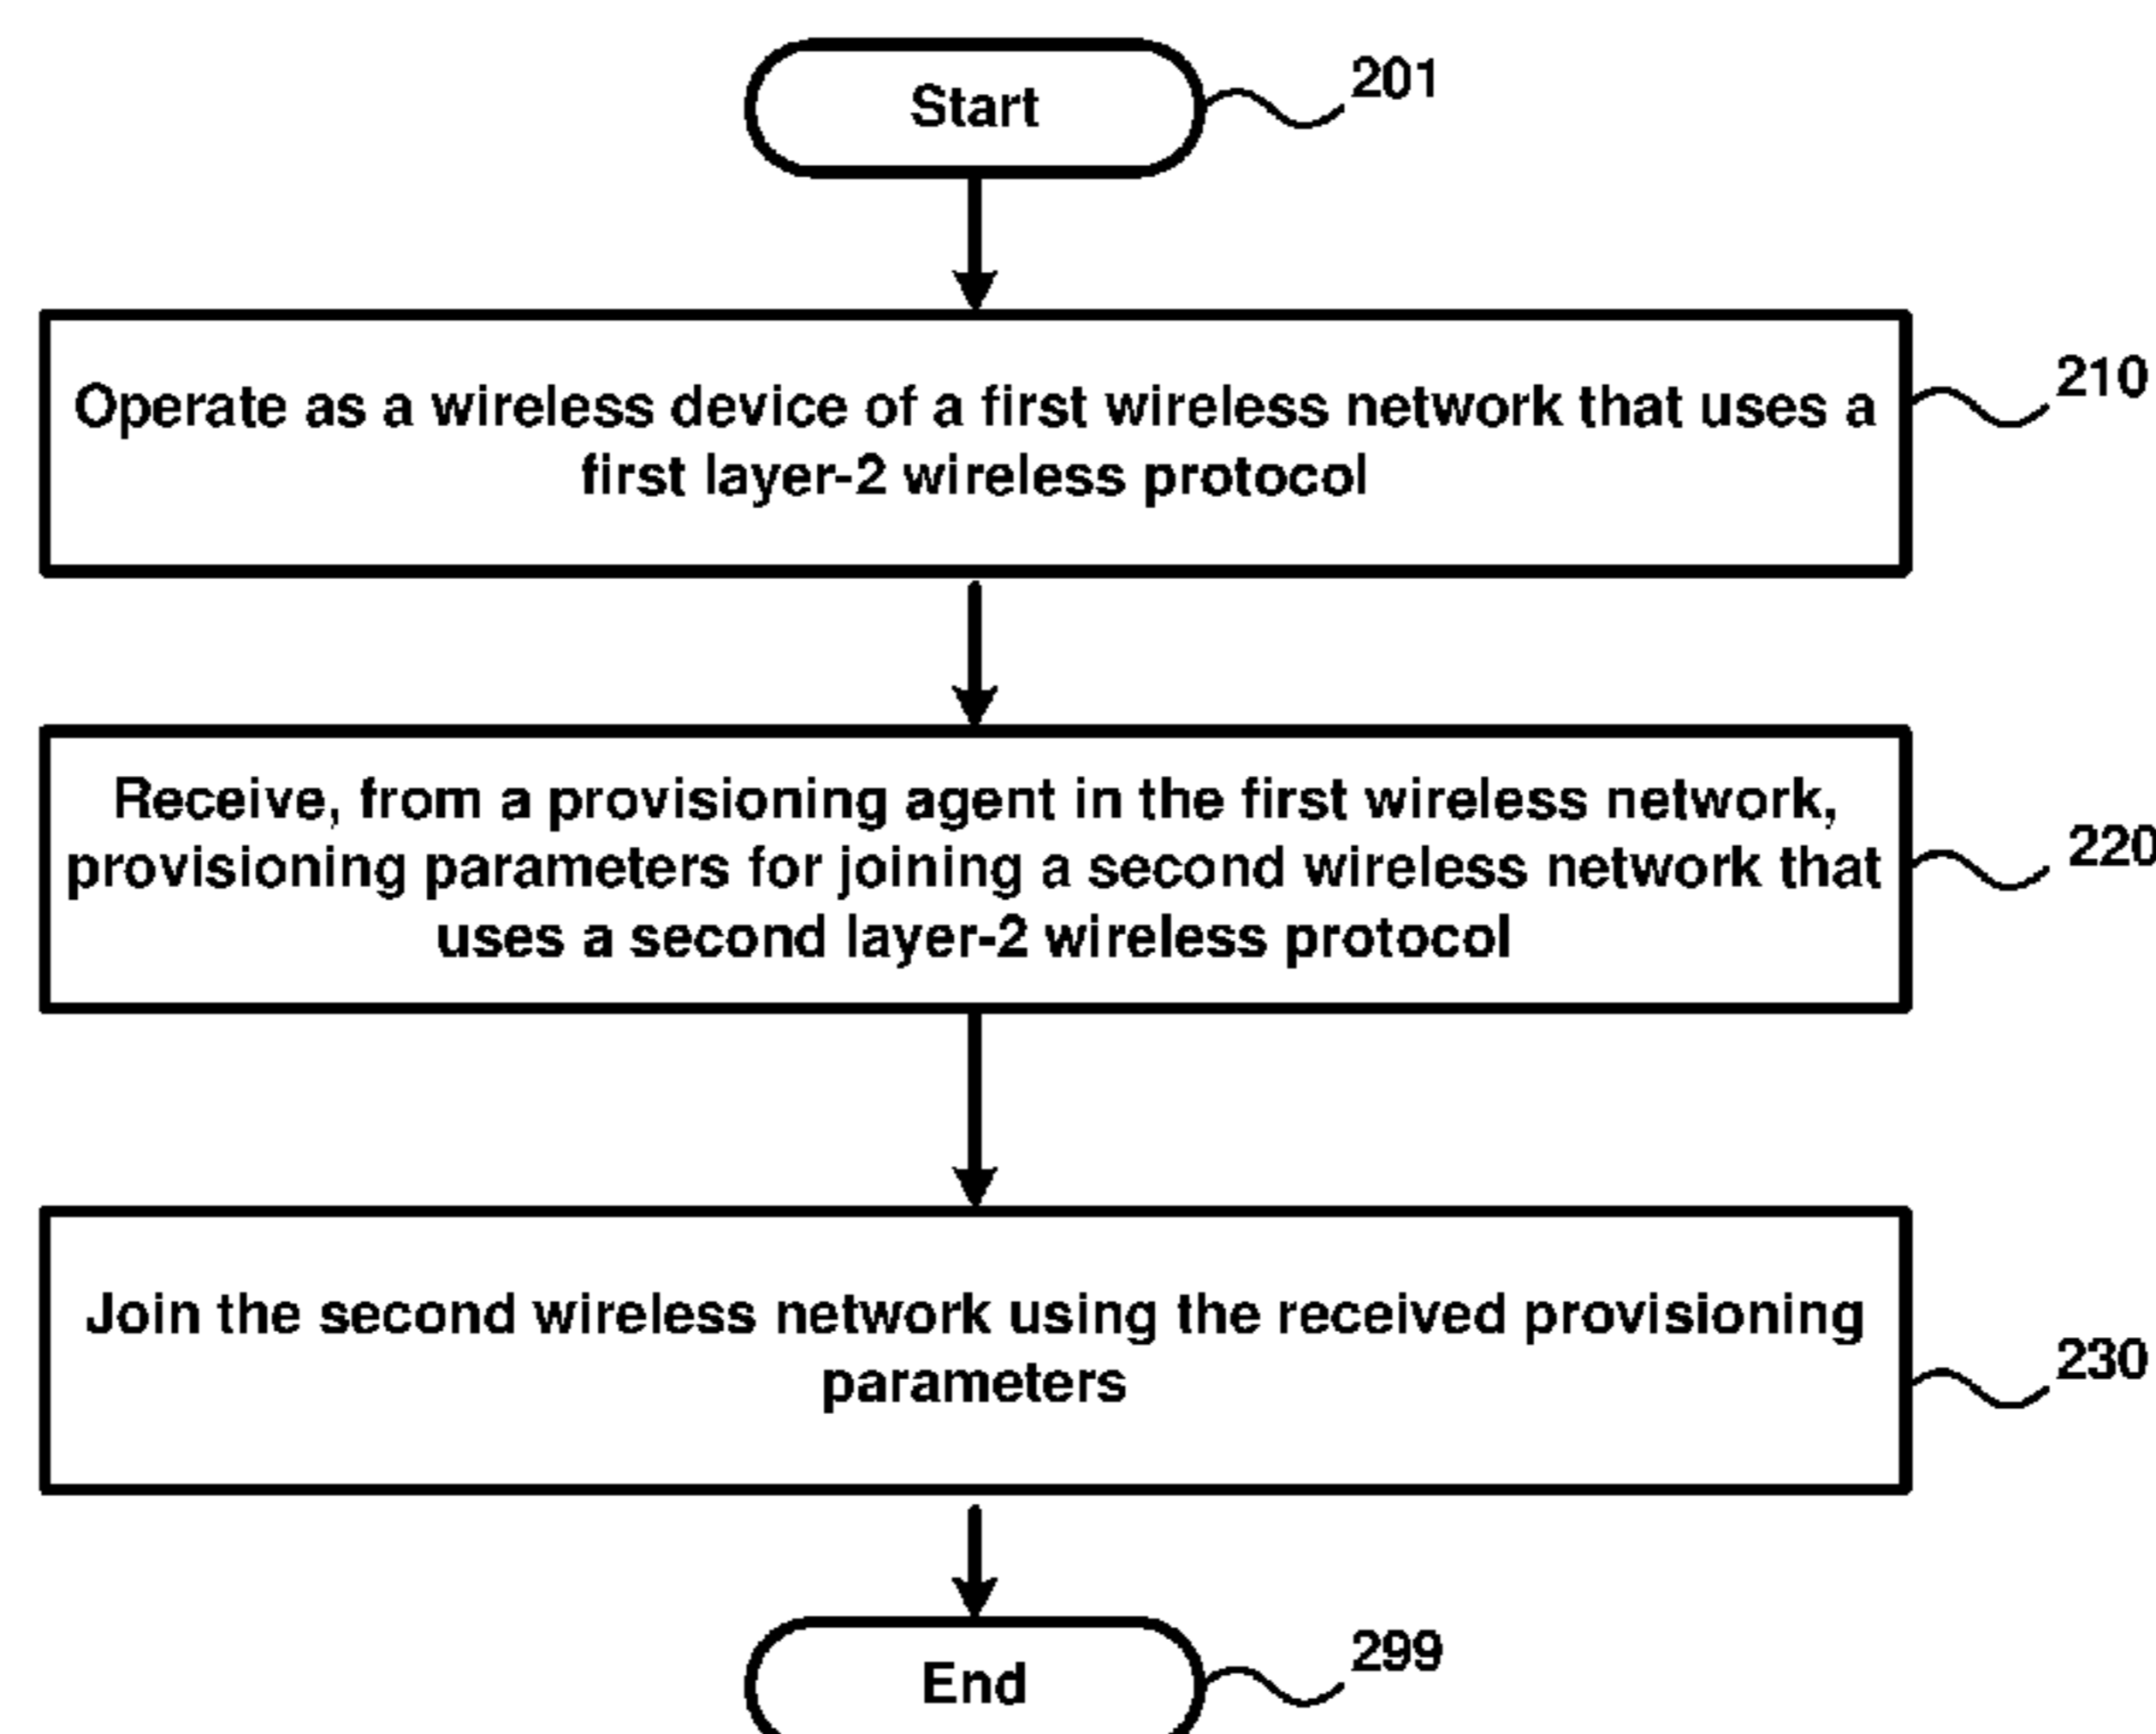 Start
201
Operate as a wireless device of a first wireless network that uses a
first layer-2 wireless protocol
210
Receive, from a provisioning agent in the first wireless network,
provisioning parameters for joining a second wireless network that
uses a second layer-2 wireless protocol
220
Join the second wireless network using the received provisioning
parameters
230
End
299